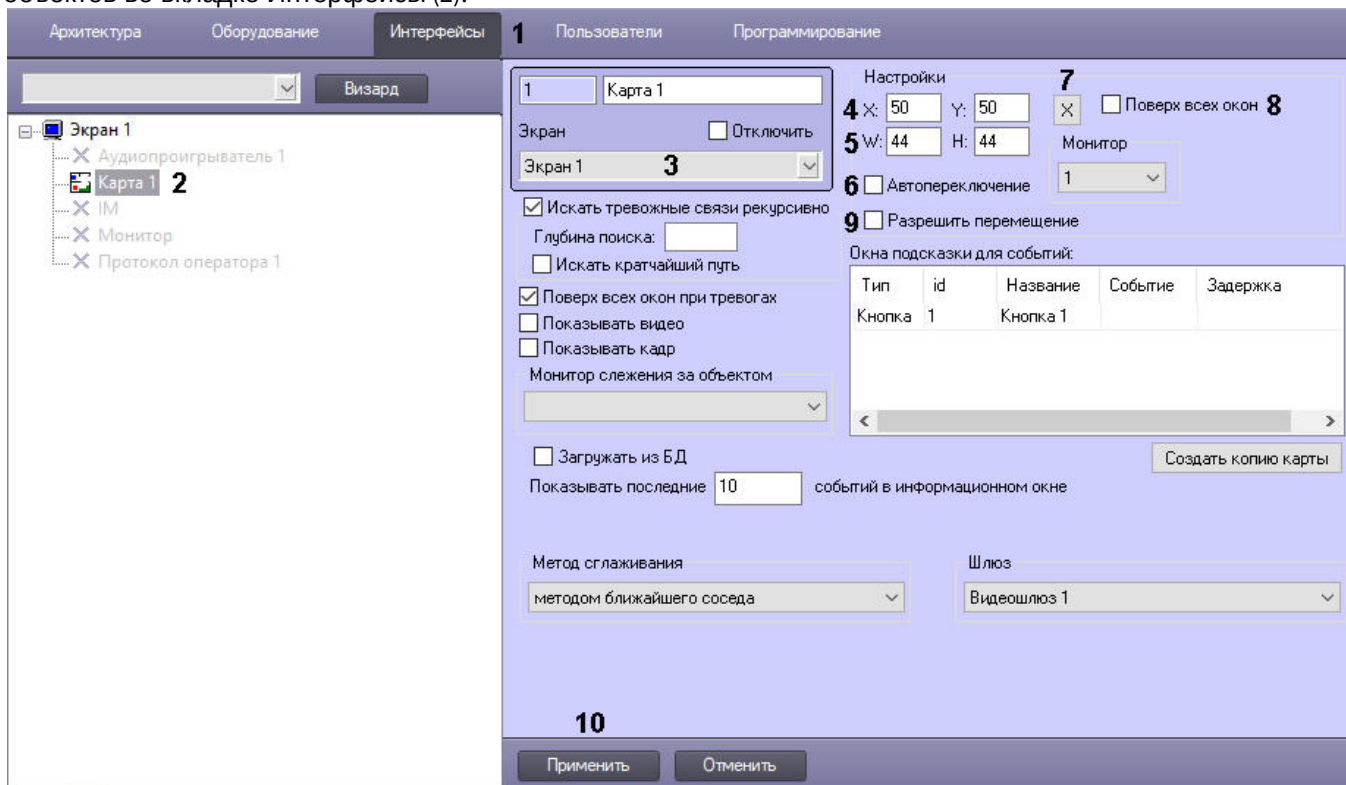 объектов во вкладке Интерфейсы (2).
Архитектура Оборудование Интерфейсы 1 Пользователи Программирование
Визард
Экран 1
Аудиопроигрыватель 1
Карта 1 2
IM
Монитор
Протокол оператора 1
1 Карта 1
Экран Отключить
Экран 1 3
Искать тревожные связи рекурсивно
Глубина поиска:
Искать кратчайший путь
Поверх всех окон при тревогах
Показывать видео
Показывать кадр
Монитор слежения за объектом
Настройки 7
4 X: 50 Y: 50 X Поверх всех окон 8
5 W: 44 H: 44 Монитор
6 Автопереключение 1
9 Разрешить перемещение
Окна подсказки для событий:
Тип id Название Событие Задержка
Кнопка 1 Кнопка 1
Загружать из БД Создать копию карты
Показывать последние 10 событий в информационном окне
Метод сглаживания Шлюз
методом ближайшего соседа Видеошлюз 1
10
Применить Отменить